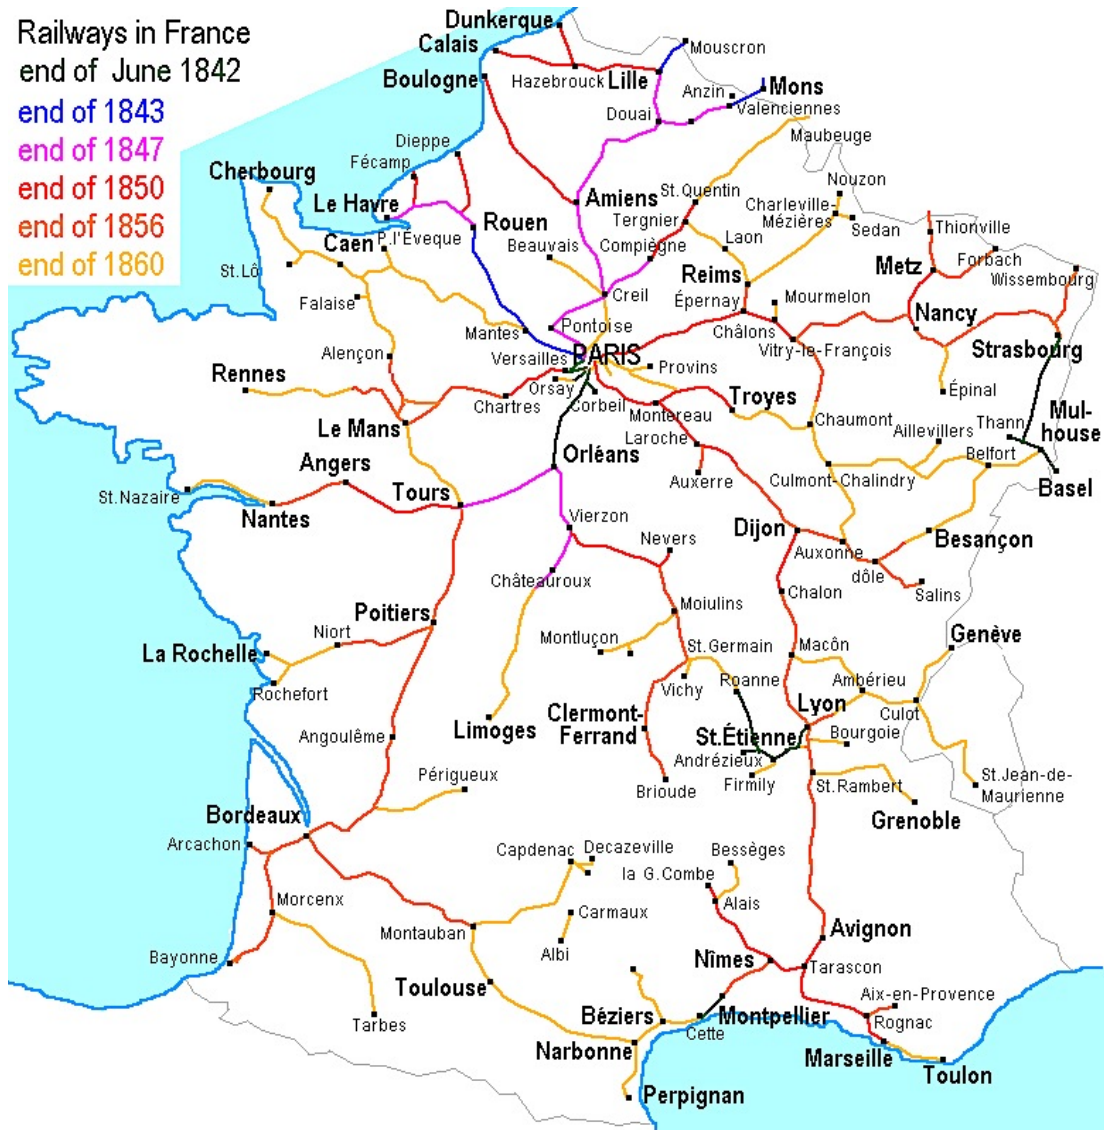 Railways in France
end of June 1842
end of 1843
end of 1847
end of 1850
end of 1856
end of 1860
Dunkerque
Calais
Boulogne
Hazebrouck
Lille
Mouscron
Mons
Anzin
Valenciennes
Douai
Maubeuge
Dieppe
Fécamp
Cherbourg
Le Havre
Rouen
Amiens
St.Quentin
Tergnier
Nouzon
Charleville-
Mézières
Sedan
Caen
P.l'Eveque
Beauvais
Compiègne
Laon
Thionville
Forbach
Wissembourg
St.Lô
Falaise
Creil
Reims
Épernay
Mourmelon
Metz
Nancy
Mantes
Pontoise
Châlons
Vitry-le-François
Strasbourg
Alençon
Versailles
PARIS
Provins
Rennes
Orsay
Corbeil
Chartres
Montereau
Troyes
Épinal
Le Mans
Laroche
Chaumont
Aillevillers
Thann
Mul-
house
Angers
Orléans
Auxerre
Culmont-Chalindry
Belfort
Basel
St.Nazaire
Nantes
Tours
Vierzon
Nevers
Dijon
Auxonne
Besançon
Châteauroux
dôle
Salins
Chalon
Poitiers
Moiulins
Niort
Montluçon
St.Germain
Macôn
Genève
La Rochelle
Rochefort
Vichy
Roanne
Ambérieu
Culot
Limoges
Clermont-
Ferrand
St.Étienne
Lyon
Bourgoie
Angoulême
Andrézieux
Firmily
St.Rambert
St.Jean-de-
Maurienne
Périgueux
Brioude
Grenoble
Bordeaux
Arcachon
Capdenac
Decazeville
Bessèges
la G.Combe
Alais
Morcenx
Carmaux
Montauban
Albi
Avignon
Bayonne
Nîmes
Tarascon
Toulouse
Tarbes
Béziers
Cette
Montpellier
Aix-en-Provence
Rognac
Narbonne
Marseille
Toulon
Perpignan